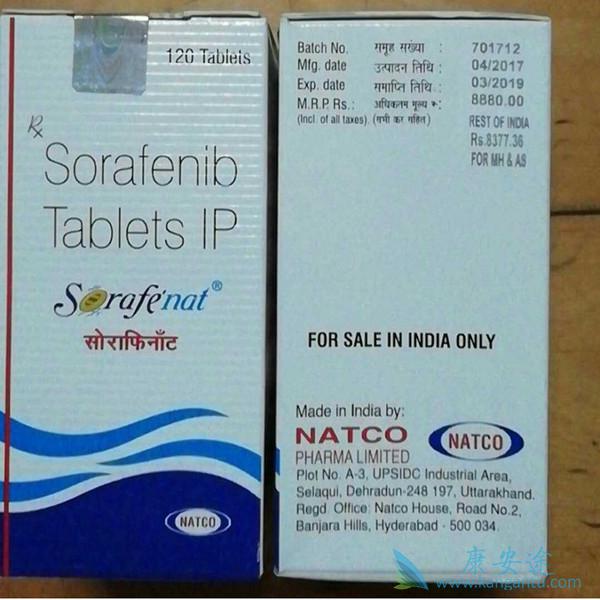 120 Tablets
Rx
Sorafenib
Tablets IP
Sorafénat®
सोराफिनॉंट
NATCO
Batch No. समूह संख्या : 701712
Mfg. date उत्पादन तिथि : 04/2017
Exp. date समाप्ति तिथि : 03/2019
M.R.P. Rs.: अधिकतम मूल्य रू: 8880.00
(Incl. of all taxes). (सभी कर सहित) REST OF INDIA
Rs.8377.36
FOR MH & AS
FOR SALE IN INDIA ONLY
Made in India by:
NATCO NATCO
PHARMA LIMITED
Plot No. A-3, UPSIDC Industrial Area,
Selaqui, Dehradun-248 197, Uttarakhand.
Regd. Office: Natco House, Road No.2,
Banjara Hills, Hyderabad - 500 034.
康安途
www.kangantu.com